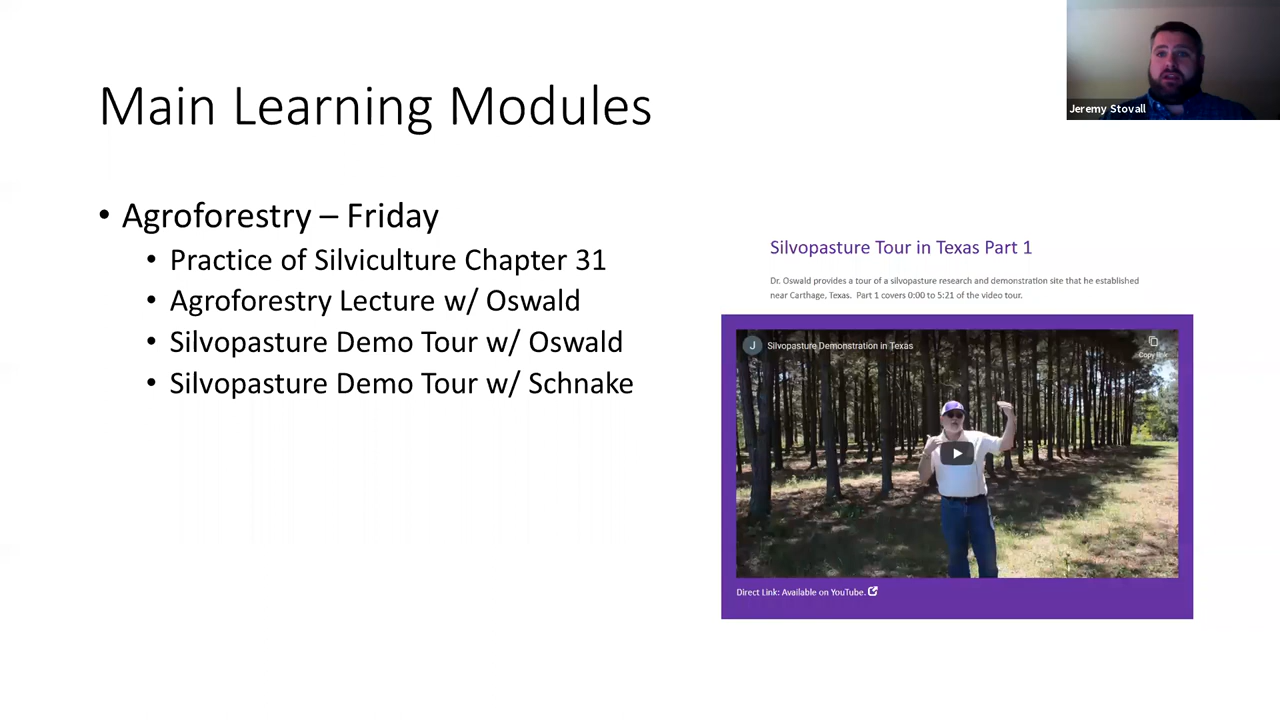 Main Learning Modules
Jeremy Stovall
• Agroforestry – Friday
• Practice of Silviculture Chapter 31
• Agroforestry Lecture w/ Oswald
• Silvopasture Demo Tour w/ Oswald
• Silvopasture Demo Tour w/ Schnake
Silvopasture Tour in Texas Part 1
Dr. Oswald provides a tour of a silvopasture research and demonstration site that he established
near Carthage, Texas. Part 1 covers 0:00 to 5:21 of the video tour.
J
Silvopasture Demonstration in Texas
Copy link
Direct Link: Available on YouTube.